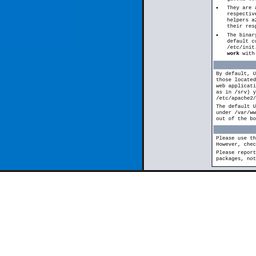 They are
respective
helpers
their resp
The binary
default co
/etc/init.
work with
By default, U
those located
web applicati
as in /srv) y
/etc/apache2/
The default U
under /var/ww
out of the bo
Please use th
However, chec
Please report
packages, not